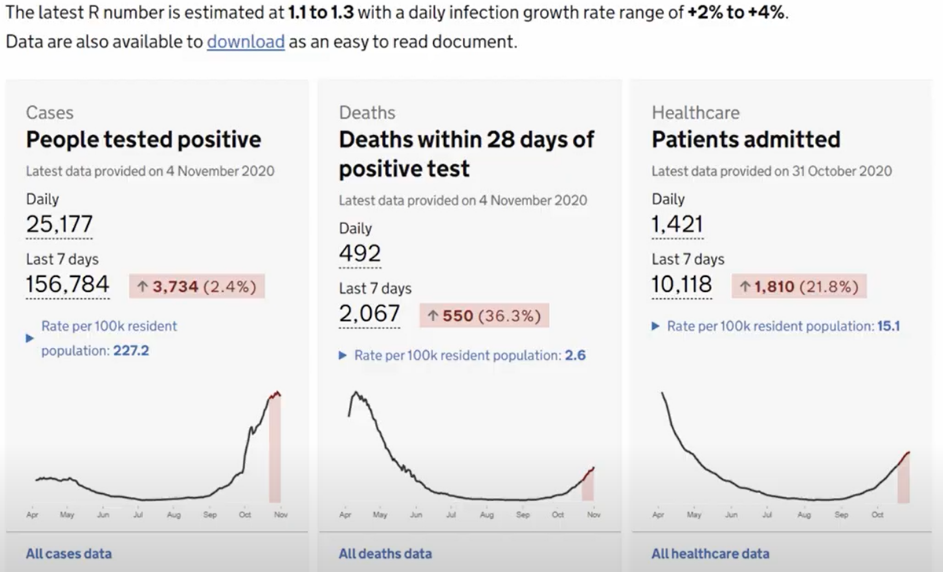 The latest R number is estimated at 1.1 to 1.3 with a daily infection growth rate range of +2% to +4%.
Data are also available to download as an easy to read document.
Cases
People tested positive
Latest data provided on 4 November 2020
Daily
25,177
Last 7 days
156,784 ↑ 3,734 (2.4%)
▶ Rate per 100k resident
population: 227.2
Apr May Jun Jul Aug Sep Oct Nov
All cases data
Deaths
Deaths within 28 days of
positive test
Latest data provided on 4 November 2020
Daily
492
Last 7 days
2,067 ↑ 550 (36.3%)
▶ Rate per 100k resident population: 2.6
Apr May Jun Jul Aug Sep Oct Nov
All deaths data
Healthcare
Patients admitted
Latest data provided on 31 October 2020
Daily
1,421
Last 7 days
10,118 ↑ 1,810 (21.8%)
▶ Rate per 100k resident population: 15.1
Apr May Jun Jul Aug Sep Oct
All healthcare data